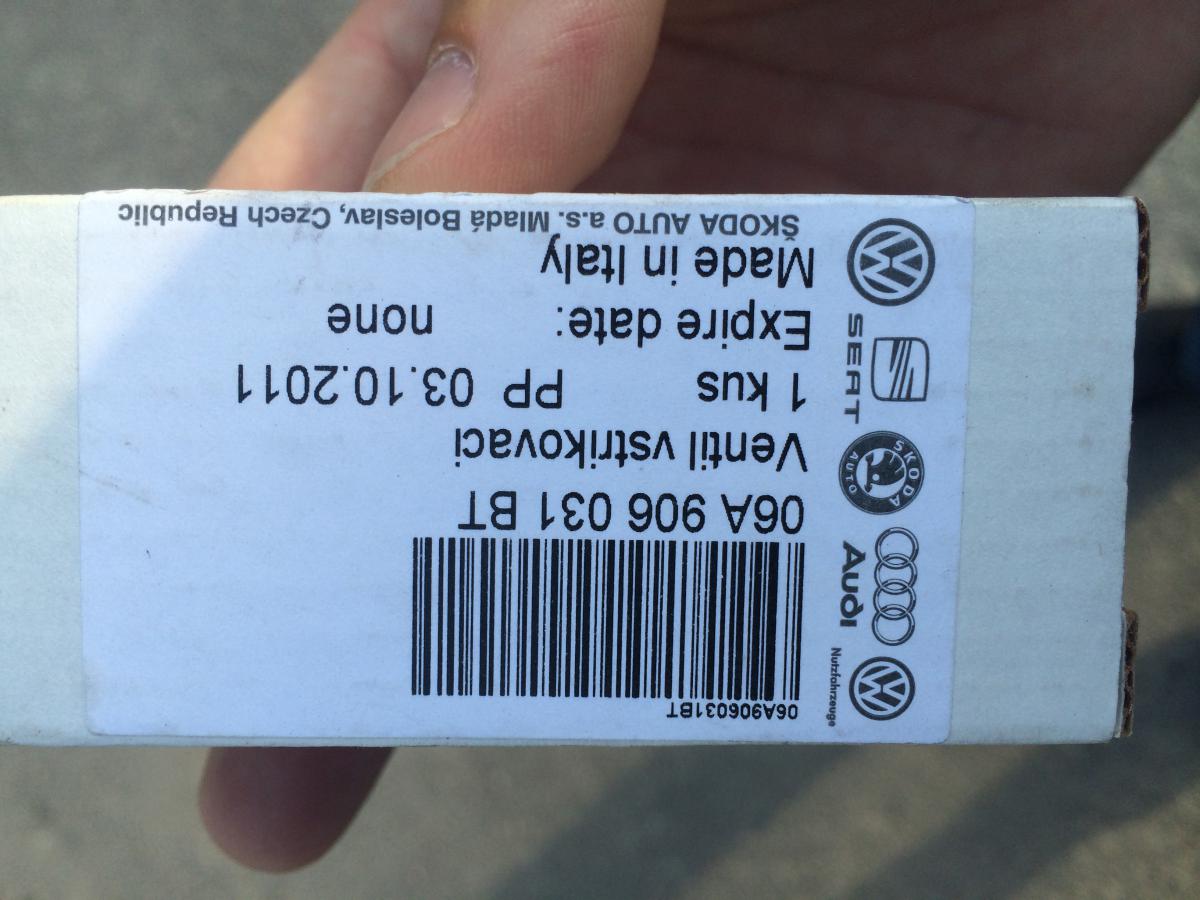 06A906031BT
06A 906 031 BT
Ventil vstrikovaci
1 kus PP 03.10.2011
Expire date: none
Made in Italy
ŠKODA AUTO a.s. Mladá Boleslav, Czech Republic
Nutzfahrzeuge
Audi
SKODA
AUTO
SEAT